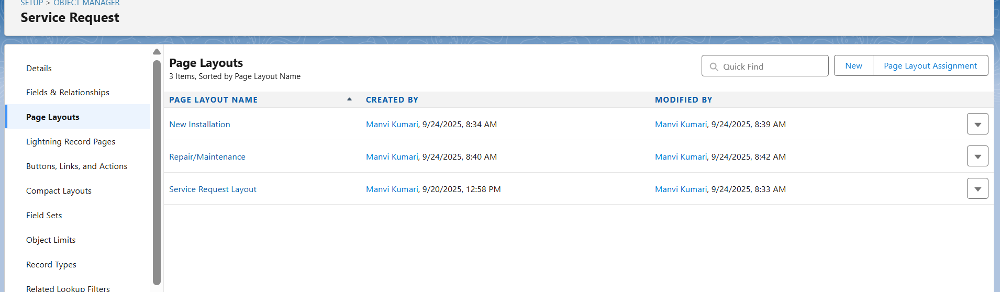 SETUP > OBJECT MANAGER
Service Request
Details
Fields & Relationships
Page Layouts
Lightning Record Pages
Buttons, Links, and Actions
Compact Layouts
Field Sets
Object Limits
Record Types
Related Lookup Filters
Page Layouts
3 Items, Sorted by Page Layout Name
Quick Find
New
Page Layout Assignment
PAGE LAYOUT NAME CREATED BY MODIFIED BY
New Installation Manvi Kumari, 9/24/2025, 8:34 AM Manvi Kumari, 9/24/2025, 8:39 AM
Repair/Maintenance Manvi Kumari, 9/24/2025, 8:40 AM Manvi Kumari, 9/24/2025, 8:42 AM
Service Request Layout Manvi Kumari, 9/20/2025, 12:58 PM Manvi Kumari, 9/24/2025, 8:33 AM